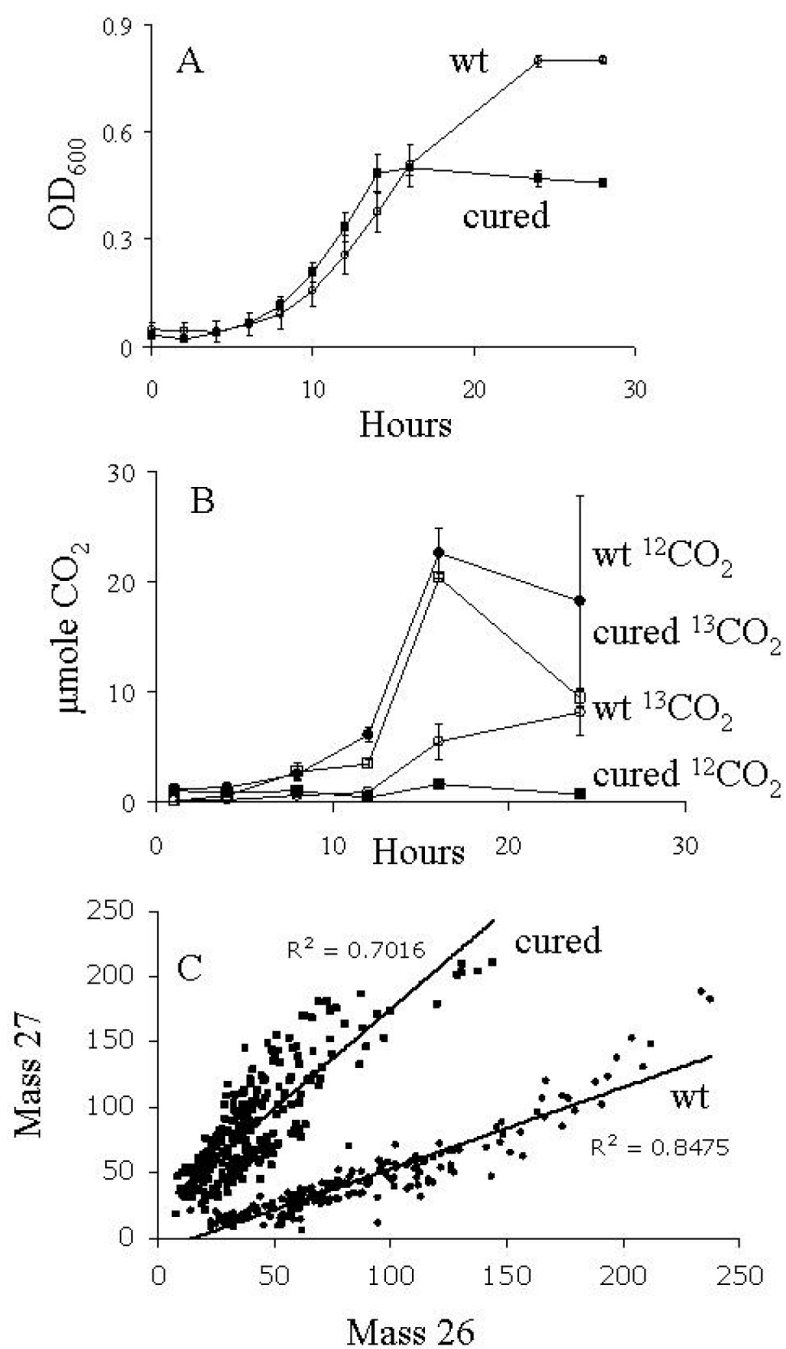 0.9
A
wt
0.6
OD₆₀₀
cured
0.3
0
0 10 20 30
Hours
30
B
wt ¹²CO₂
20
cured ¹³CO₂
µmole CO₂
10
wt ¹³CO₂
cured ¹²CO₂
0
0 10 20 30
Hours
250
C
R² = 0.7016
cured
200
150
Mass 27
100
wt
R² = 0.8475
50
0
0 50 100 150 200 250
Mass 26